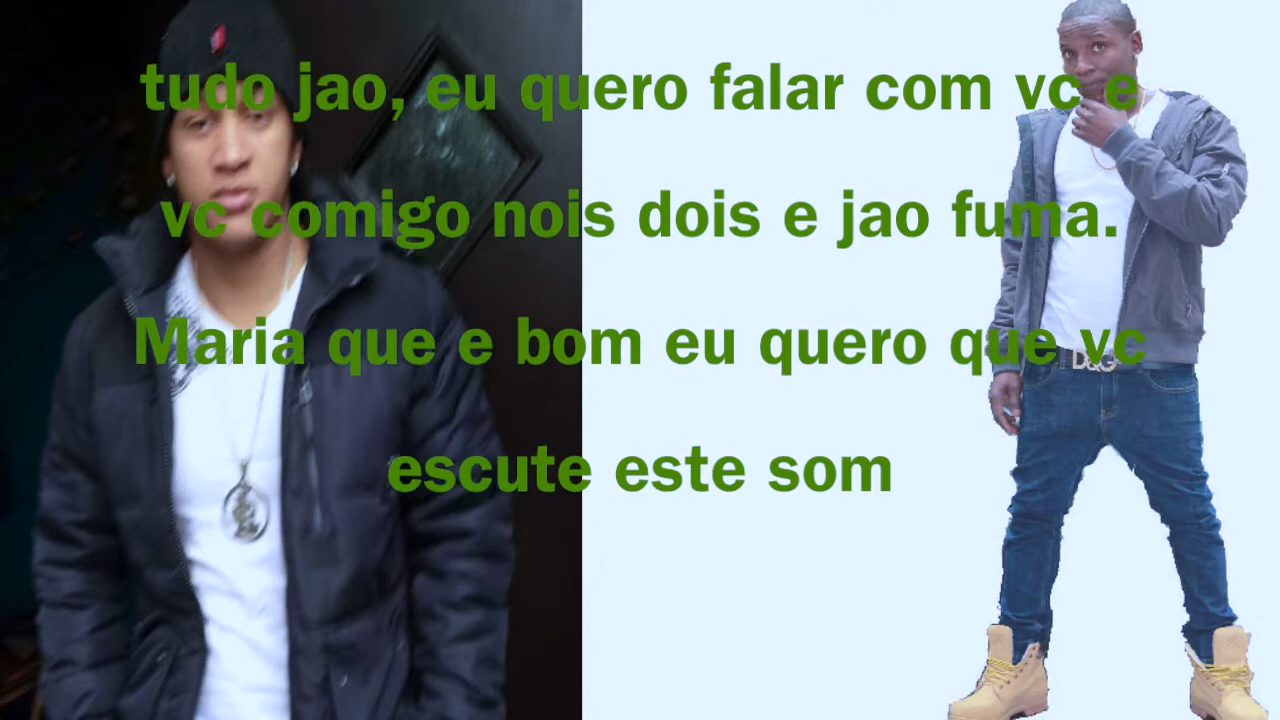 tudo jao, eu quero falar com vc e
vc comigo nois dois e jao fuma.
Maria que e bom eu quero que vc
escute este som
D&G